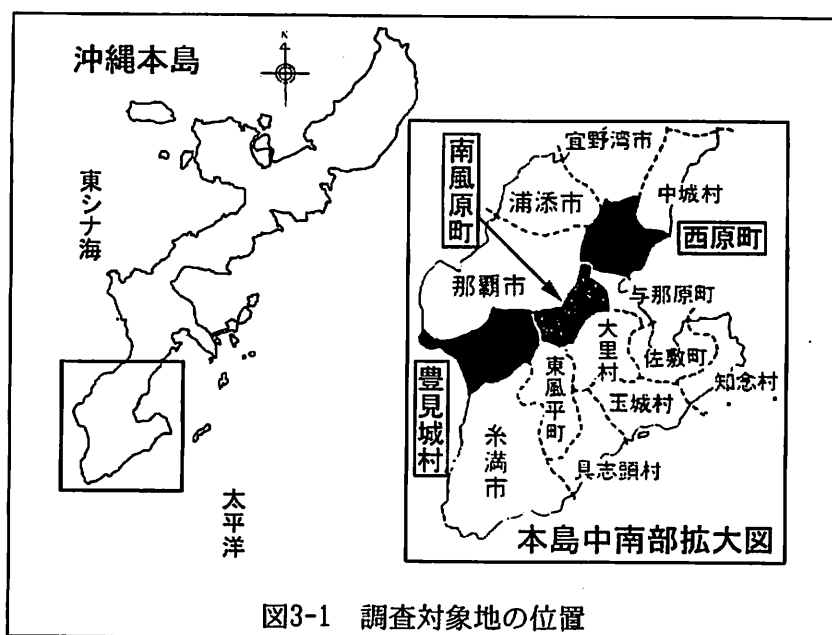 沖縄本島
N
東シナ海
太平洋
宜野湾市
中城村
南風原町
浦添市
西原町
那覇市
与那原町
大里村
佐敷町
知念村
豊見城村
東風平町
玉城村
糸満市
具志頭村
本島中南部拡大図
図3-1 調査対象地の位置